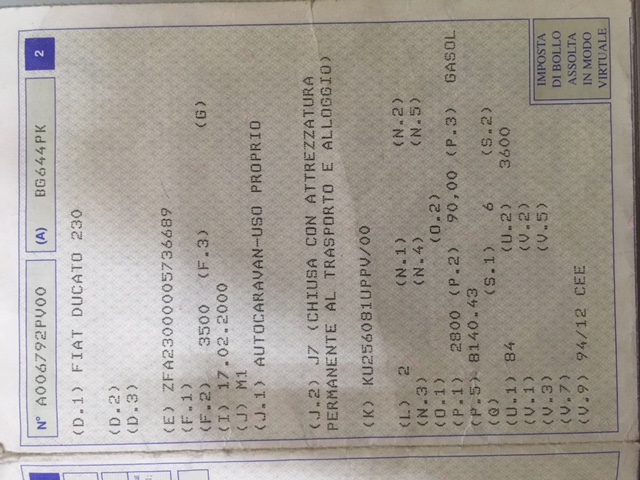 N° A006792PV00 (A) BG644PK 2
(D.1) FIAT DUCATO 230
(D.2)
(D.3)
(E) ZFA23000005736689
(F.1)
(F.2) 3500 (F.3) (G)
(I) 17.02.2000
(J) M1
(J.1) AUTOCARAVAN-USO PROPRIO
(J.2) J7 (CHIUSA CON ATTREZZATURA
PERMANENTE AL TRASPORTO E ALLOGGIO)
(K) KU256081UPPV/00
(L) 2 (N.1) (N.2)
(N.3) (N.4) (N.5)
(O.1) (O.2)
(P.1) 2800 (P.2) 90,00 (P.3) GASOL
(P.5) 8140.43
(Q) (S.1) 6 (S.2)
(U.1) 84 (U.2) 3600
(V.1) (V.2)
(V.3) (V.5)
(V.7)
(V.9) 94/12 CEE
IMPOSTA
DI BOLLO
ASSOLTA
IN MODO
VIRTUALE